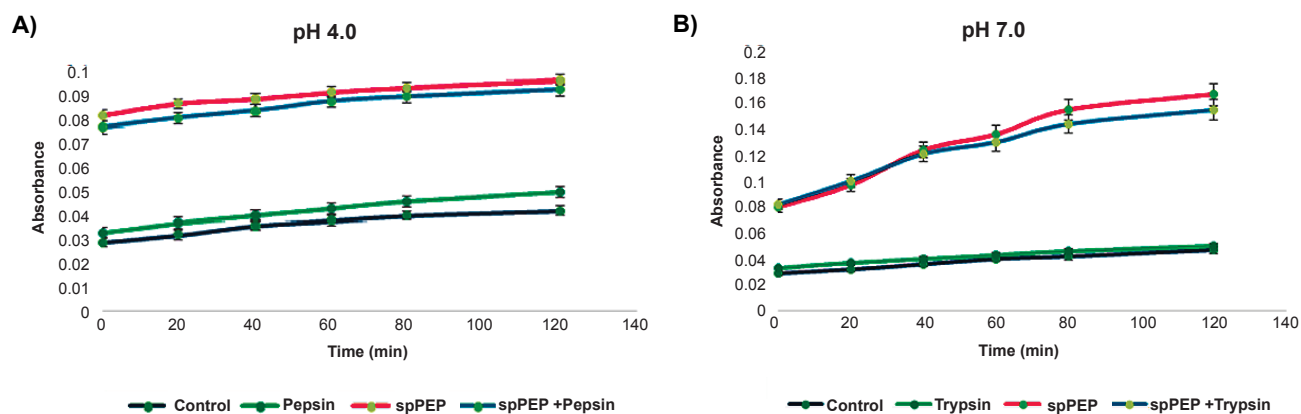 A)
pH 4.0
0.1
0.09
0.08
0.07
0.06
0.05
0.04
0.03
0.02
0.01
0
Absorbance
0 20 40 60 80 100 120 140
Time (min)
Control Pepsin spPEP spPEP +Pepsin
B)
pH 7.0
0.2
0.18
0.16
0.14
0.12
0.1
0.08
0.06
0.04
0.02
0
Absorbance
0 20 40 60 80 100 120 140
Time (min)
Control Trypsin spPEP spPEP +Trypsin